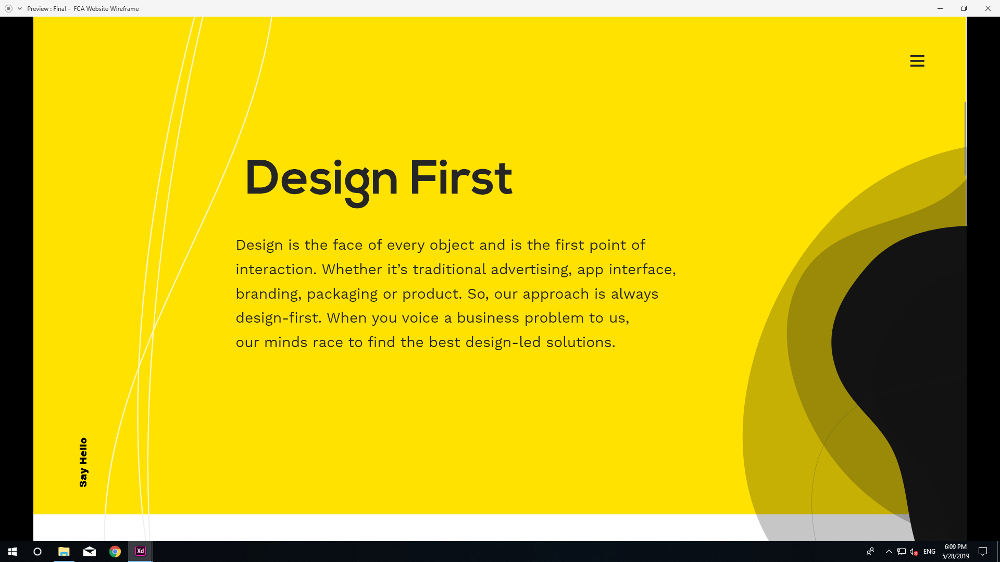 Preview : Final -  FCA Website Wireframe
Design First
Design is the face of every object and is the first point of
interaction. Whether it’s traditional advertising, app interface,
branding, packaging or product. So, our approach is always
design-first. When you voice a business problem to us,
our minds race to find the best design-led solutions.
Say Hello
Xd
ENG
6:09 PM
5/28/2019